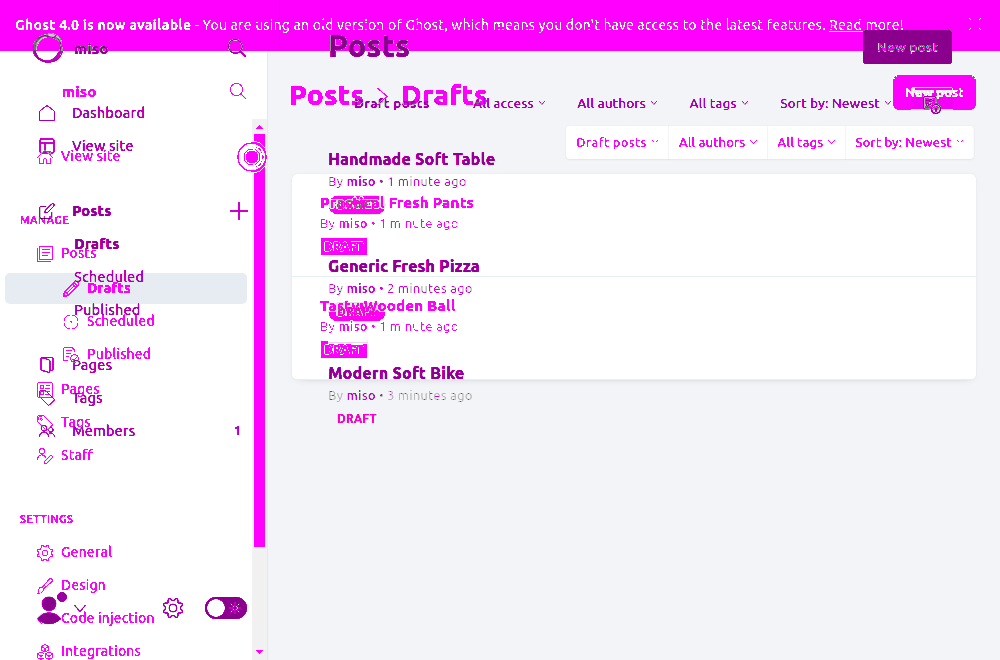 Ghost 4.0 is now available - You are using an old version of Ghost, which means you don't have access to the latest features. Read more!
miso
Posts
New post
miso
Posts > Drafts
New post
Dashboard
Draft posts
All access
All authors
All tags
Sort by: Newest
View site
View site
Draft posts
All authors
All tags
Sort by: Newest
Handmade Soft Table
By miso • 1 minute ago
Practical Fresh Pants
By miso • 1 minute ago
DRAFT
Posts
MANAGE
Posts
Drafts
Generic Fresh Pizza
By miso • 2 minutes ago
Scheduled
Drafts
Tasty Wooden Ball
By miso • 1 minute ago
DRAFT
DRAFT
Published
Scheduled
Published
Pages
Modern Soft Bike
By miso • 3 minutes ago
DRAFT
Pages
Tags
Tags
Members 1
Staff
SETTINGS
General
Design
Code injection
Integrations